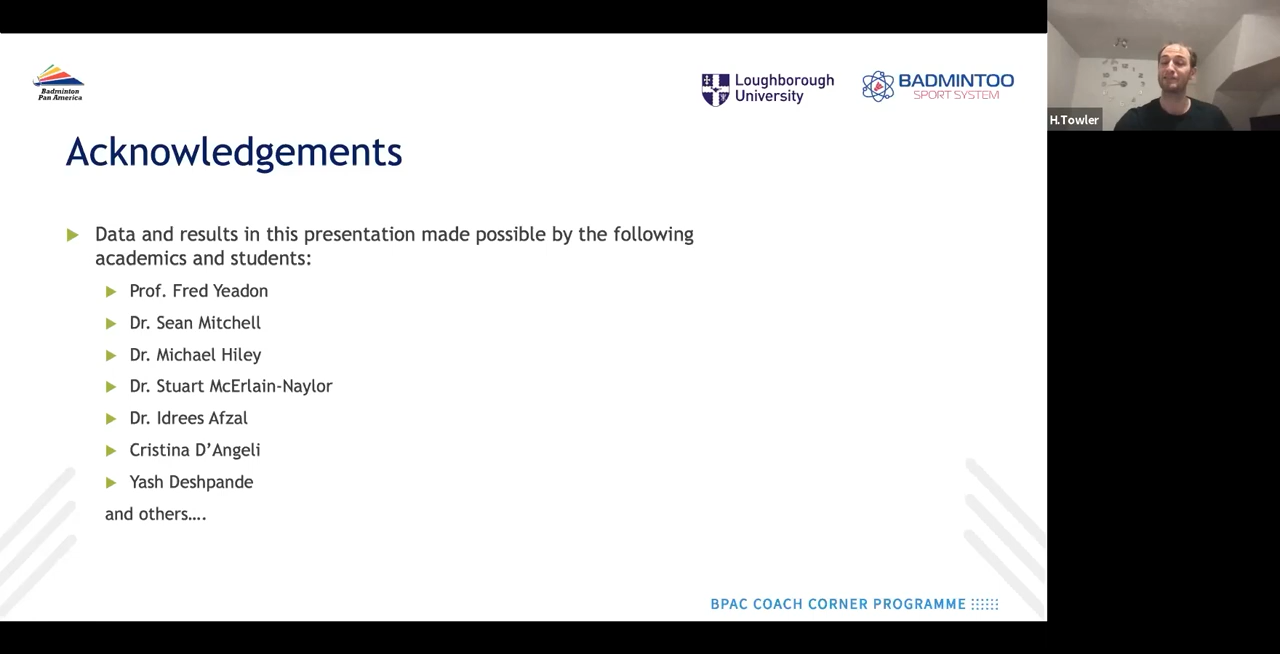 Badminton
Pan America
Loughborough
University
BADMINTOO
SPORT SYSTEM
H.Towler
Acknowledgements
Data and results in this presentation made possible by the following
academics and students:
Prof. Fred Yeadon
Dr. Sean Mitchell
Dr. Michael Hiley
Dr. Stuart McErlain-Naylor
Dr. Idrees Afzal
Cristina D’Angeli
Yash Deshpande
and others….
BPAC COACH CORNER PROGRAMME